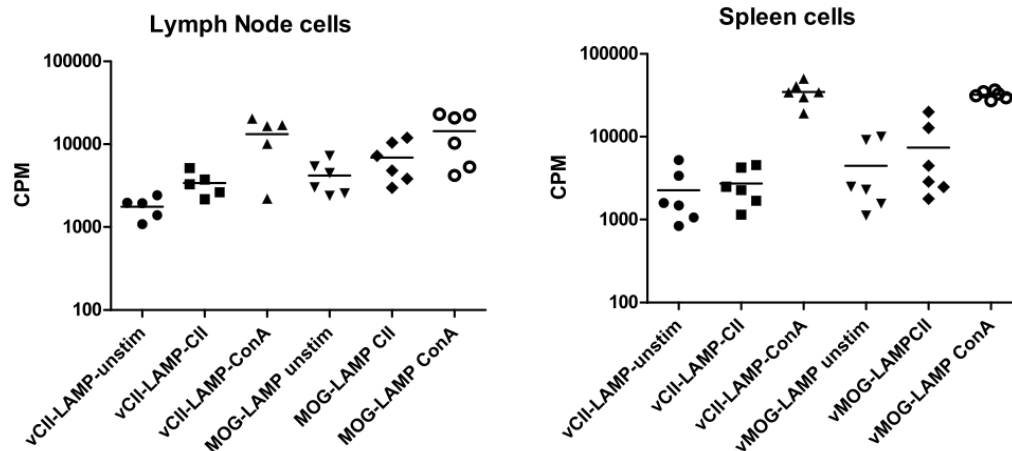 Lymph Node cells
100000
10000
1000
100
CPM
vCII-LAMP-unstim
vCII-LAMP-CII
vCII-LAMP-ConA
MOG-LAMP unstim
MOG-LAMP CII
MOG-LAMP ConA
Spleen cells
100000
10000
1000
100
CPM
vCII-LAMP-unstim
vCII-LAMP-CII
vCII-LAMP-ConA
vMOG-LAMP unstim
vMOG-LAMPCII
vMOG-LAMP ConA